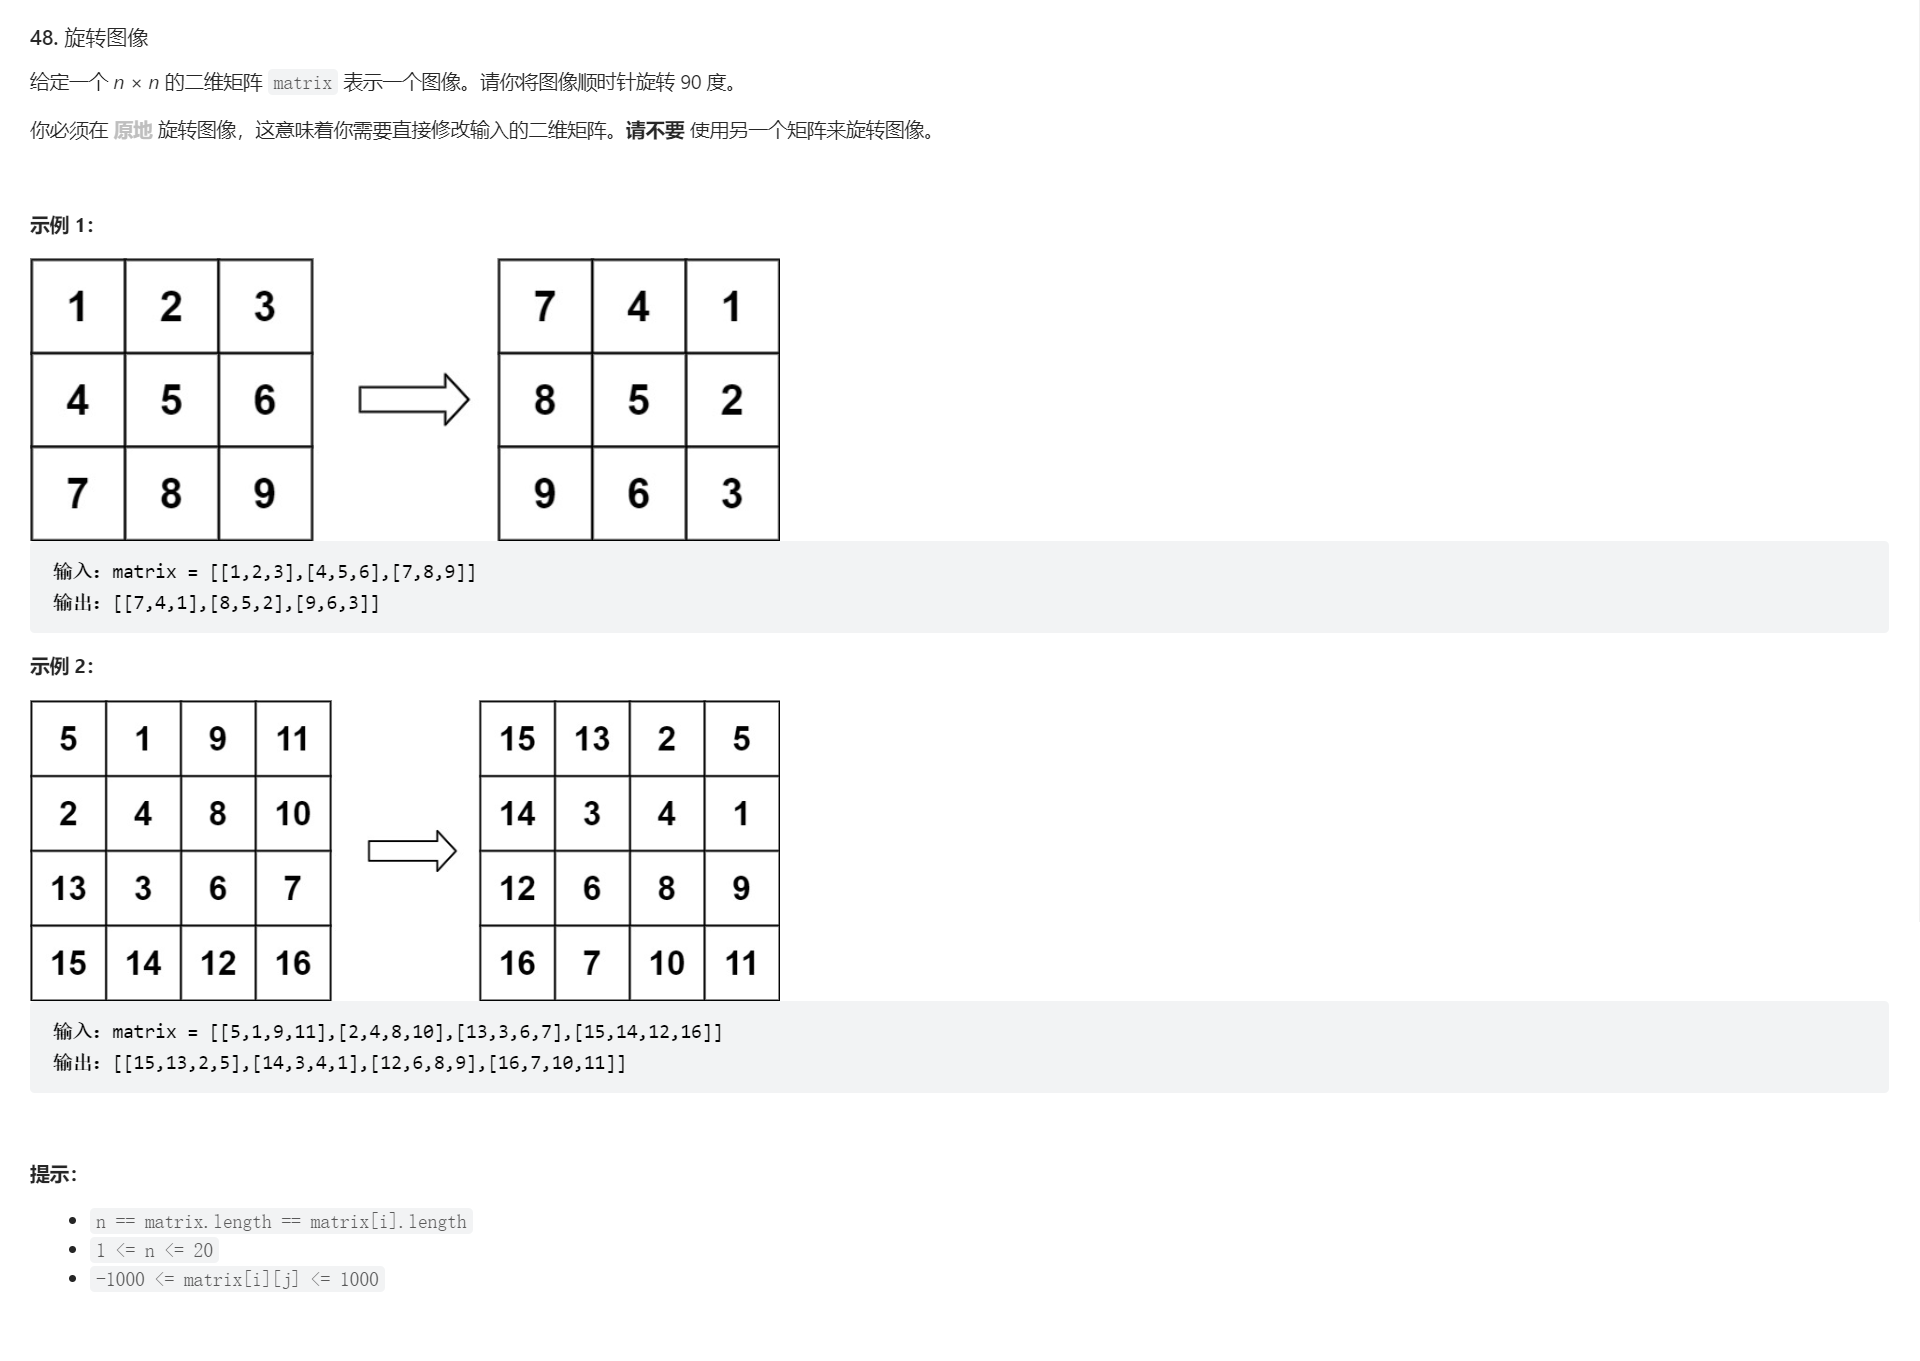 48. 旋转图像
给定一个 n × n 的二维矩阵 matrix 表示一个图像。请你将图像顺时针旋转 90 度。
你必须在 原地 旋转图像，这意味着你需要直接修改输入的二维矩阵。请不要 使用另一个矩阵来旋转图像。
示例 1：
1 2 3 7 4 1
4 5 6 8 5 2
7 8 9 9 6 3
输入：matrix = [[1,2,3],[4,5,6],[7,8,9]]
输出：[[7,4,1],[8,5,2],[9,6,3]]
示例 2：
5 1 9 11 15 13 2 5
2 4 8 10 14 3 4 1
13 3 6 7 12 6 8 9
15 14 12 16 16 7 10 11
输入：matrix = [[5,1,9,11],[2,4,8,10],[13,3,6,7],[15,14,12,16]]
输出：[[15,13,2,5],[14,3,4,1],[12,6,8,9],[16,7,10,11]]
提示：
n == matrix.length == matrix[i].length
1 <= n <= 20
-1000 <= matrix[i][j] <= 1000